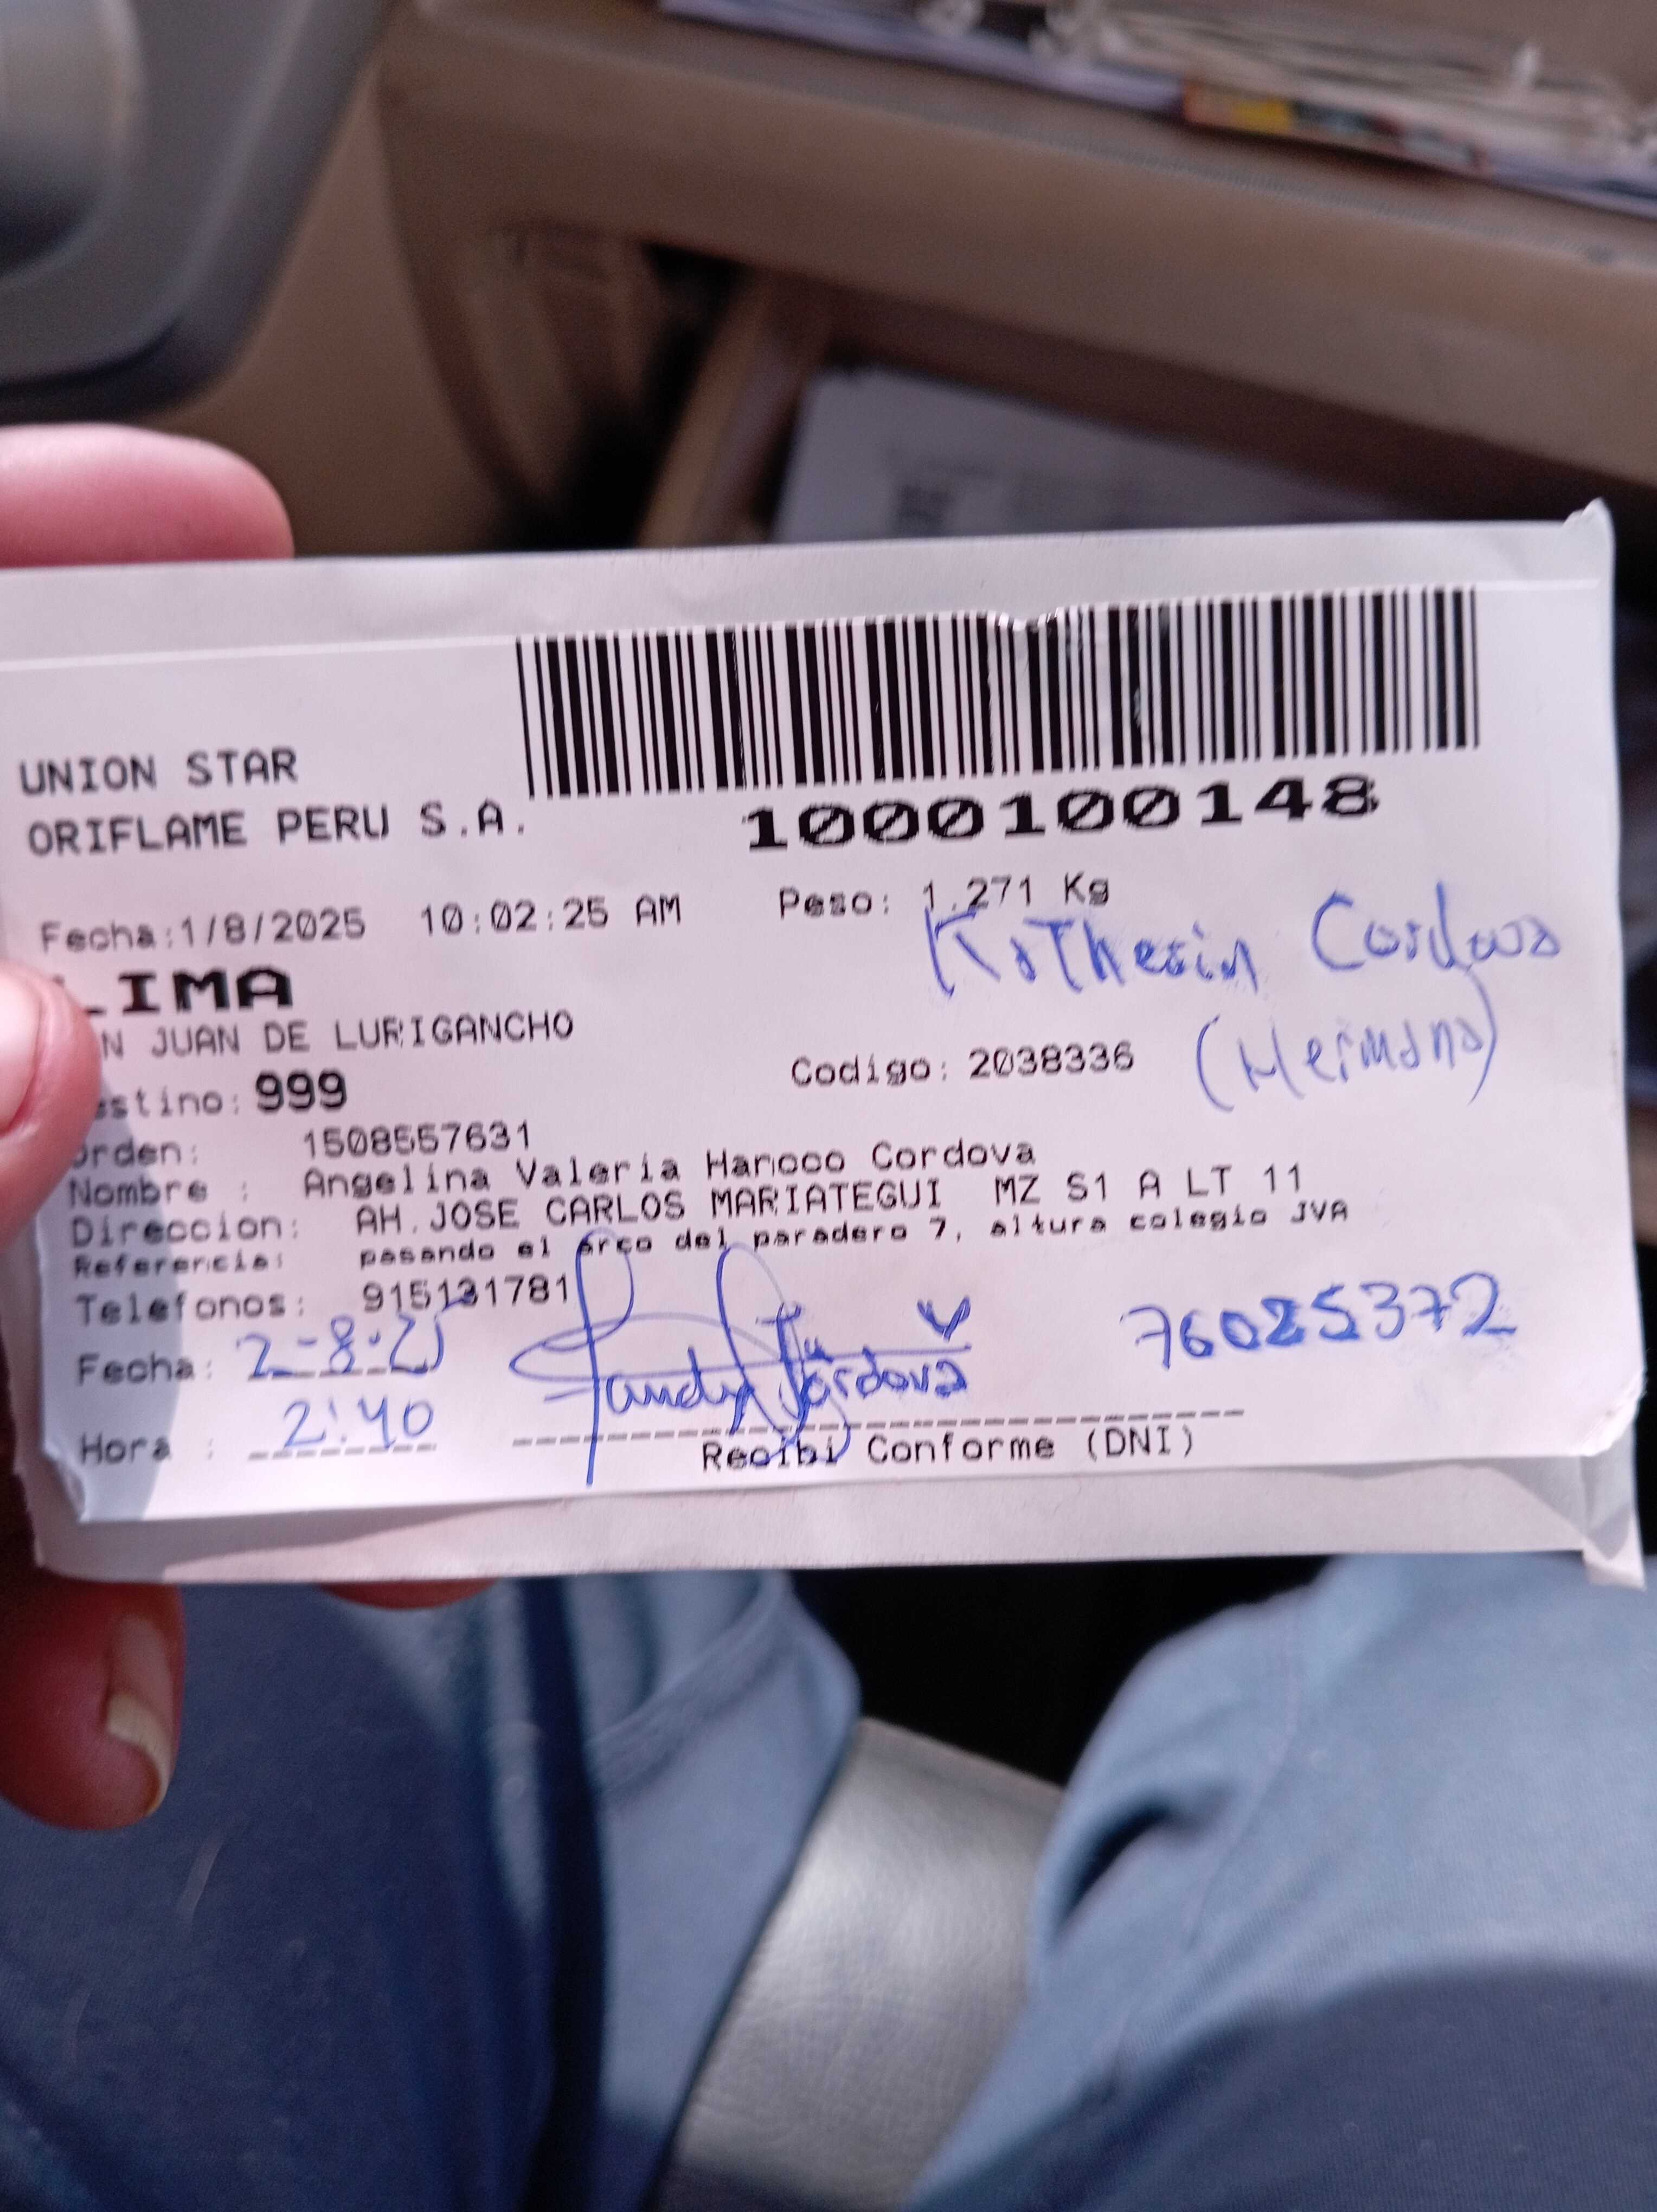 UNION STAR
ORIFLAME PERU S.A.
1000100148
Fecha:1/8/2025 10:02:25 AM Peso: 1.271 Kg
Katherin Cordova
LIMA
N JUAN DE LURIGANCHO
(Hermana)
estino: 999 Codigo: 2038336
orden: 1508557631
Nombre : Angelina Valeria Hancco Cordova
Direccion: AH.JOSE CARLOS MARIATEGUI MZ S1 A LT 11
Referencia: pasando el arco del paradero 7, altura colegio JVA
Telefonos: 915131781
Fecha: 2-8-25
Cordova
76025372
Hora : 2:40
Recibi Conforme (DNI)